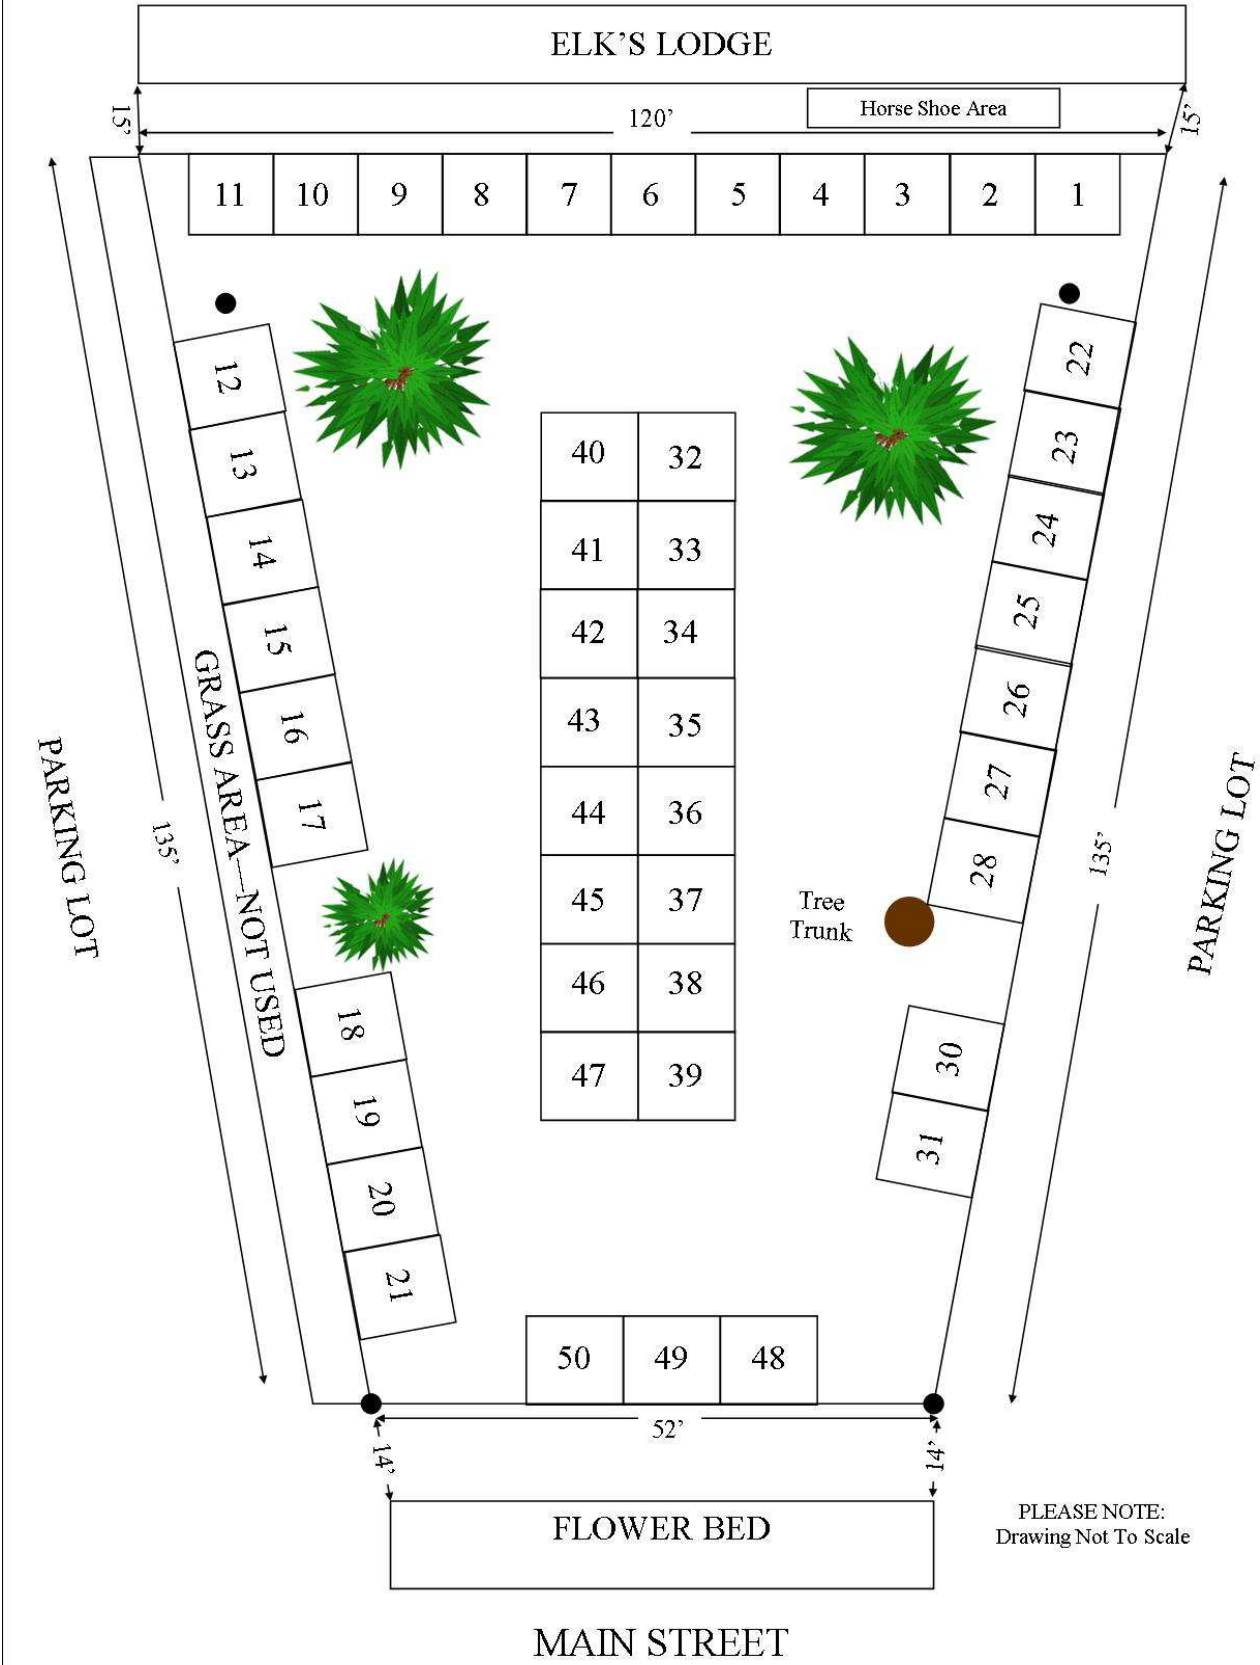 ELK’S LODGE
Horse Shoe Area
15’
120’
15’
11 10 9 8 7 6 5 4 3 2 1
12
13
14
15
16
17
18
19
20
21
40 32
41 33
42 34
43 35
44 36
45 37
46 38
47 39
22
23
24
25
26
27
28
30
31
Tree
Trunk
GRASS AREA—NOT USED
PARKING LOT
135’
135’
PARKING LOT
50 49 48
52’
14’
14’
FLOWER BED
PLEASE NOTE:
Drawing Not To Scale
MAIN STREET